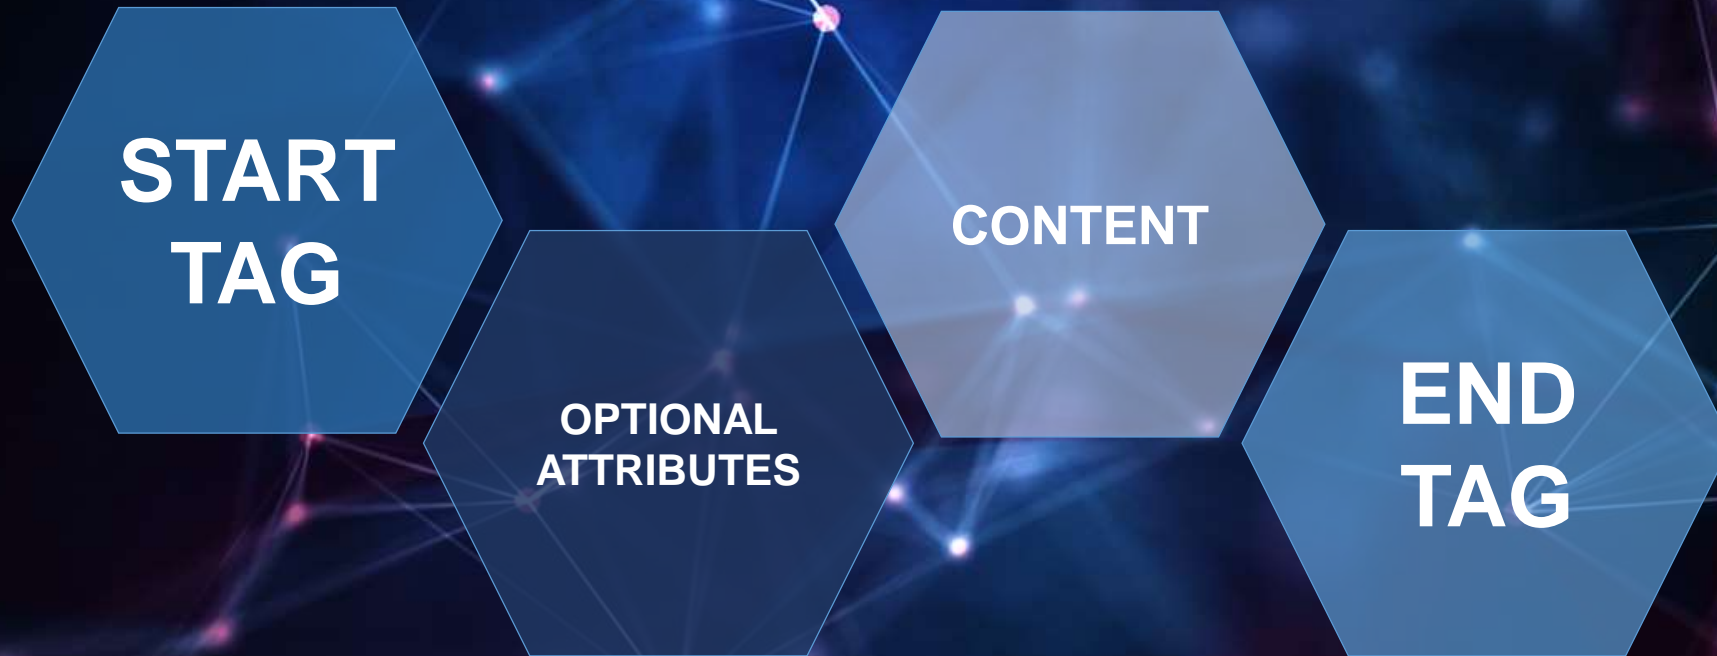 START
TAG
OPTIONAL
ATTRIBUTES
CONTENT
END
TAG